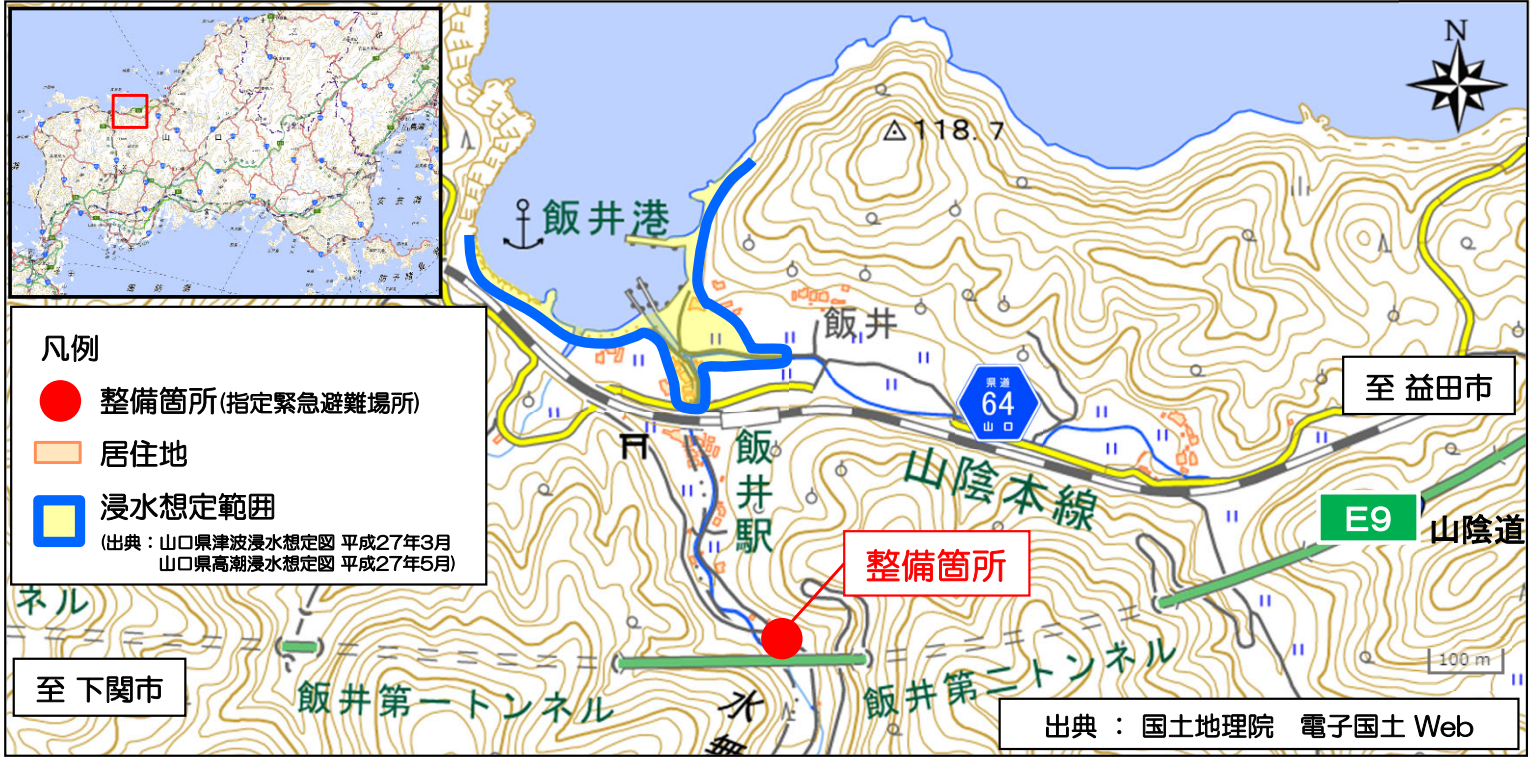 N
118.7
飯井港
飯井
凡例
整備箇所(指定緊急避難場所)
居住地
浸水想定範囲
(出典：山口県津波浸水想定図 平成27年3月
山口県高潮浸水想定図 平成27年5月)
県道
64
山口
至 益田市
飯井駅
山陰本線
E9
山陰道
整備箇所
ネル
至 下関市
飯井第一トンネル
飯井第二トンネル
水無
100 m
出典 ： 国土地理院　電子国土 Web